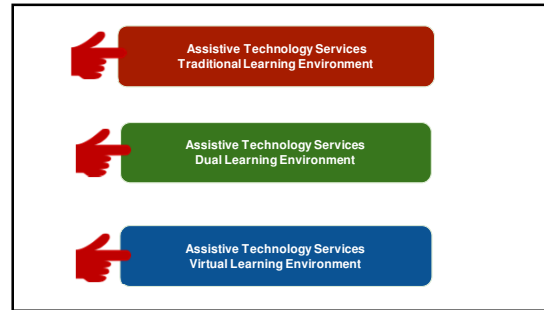 Assistive Technology Services
Traditional Learning Environment
Assistive Technology Services
Dual Learning Environment
Assistive Technology Services
Virtual Learning Environment